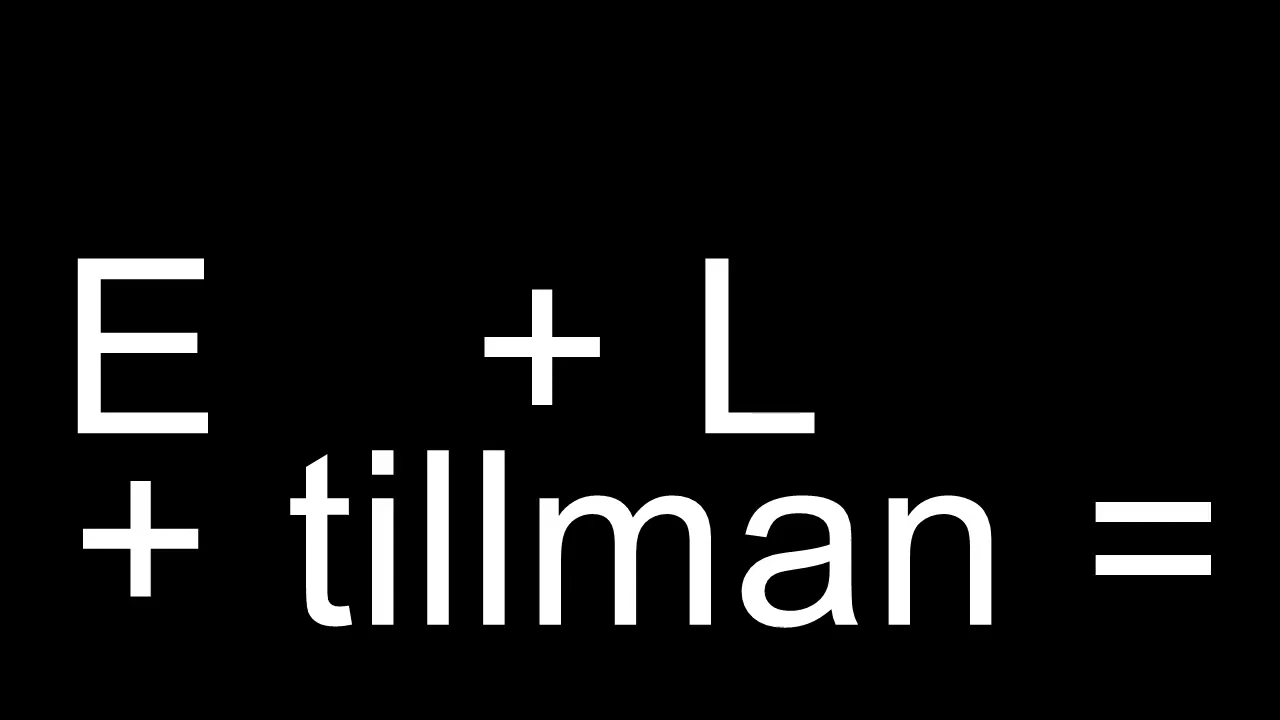 E + L
+ tillman =